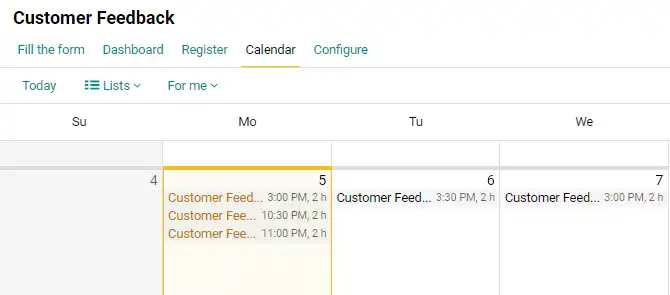 Customer Feedback
Fill the form Dashboard Register Calendar Configure
Today Lists For me
Su Mo Tu We
4 5 6 7
Customer Feed... 3:00 PM, 2 h Customer Feed... 3:30 PM, 2 h Customer Feed... 7:00 PM, 2 h
Customer Fee... 10:30 PM, 2 h
Customer Fee... 11:00 PM, 2 h